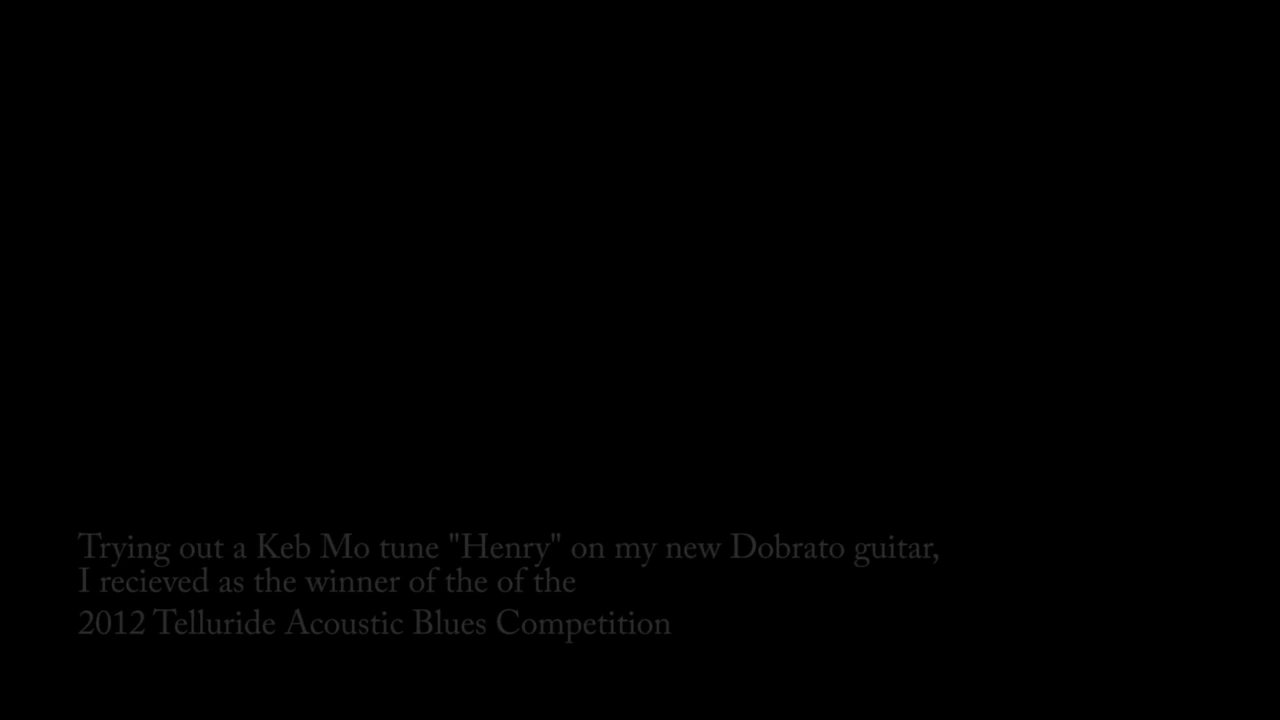 Trying out a Keb Mo tune "Henry" on my new Dobrato guitar,
I recieved as the winner of the of the
2012 Telluride Acoustic Blues Competition